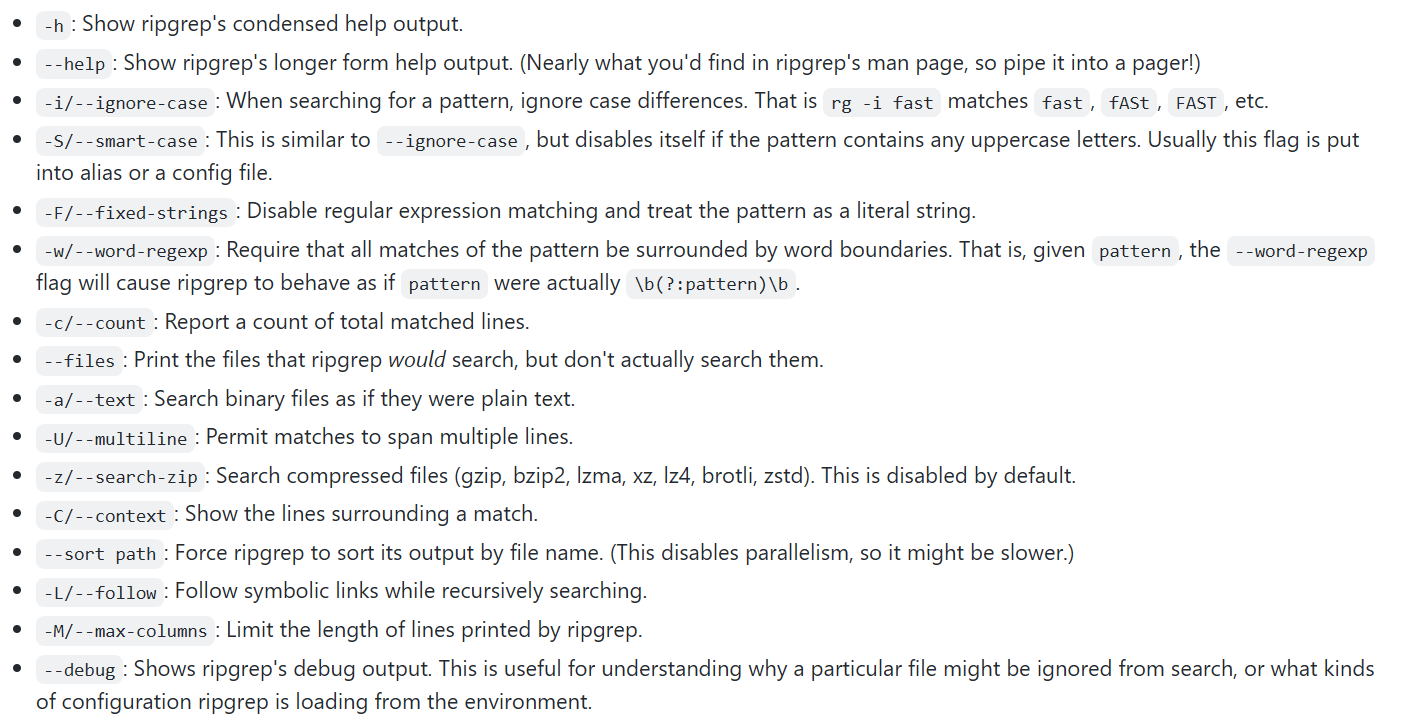 -h: Show ripgrep's condensed help output.
--help: Show ripgrep's longer form help output. (Nearly what you'd find in ripgrep's man page, so pipe it into a pager!)
-i/--ignore-case: When searching for a pattern, ignore case differences. That is rg -i fast matches fast, fASt, FAST, etc.
-S/--smart-case: This is similar to --ignore-case, but disables itself if the pattern contains any uppercase letters. Usually this flag is put
into alias or a config file.
-F/--fixed-strings: Disable regular expression matching and treat the pattern as a literal string.
-w/--word-regexp: Require that all matches of the pattern be surrounded by word boundaries. That is, given pattern, the --word-regexp
flag will cause ripgrep to behave as if pattern were actually \b(?:pattern)\b.
-c/--count: Report a count of total matched lines.
--files: Print the files that ripgrep would search, but don't actually search them.
-a/--text: Search binary files as if they were plain text.
-U/--multiline: Permit matches to span multiple lines.
-z/--search-zip: Search compressed files (gzip, bzip2, lzma, xz, lz4, brotli, zstd). This is disabled by default.
-C/--context: Show the lines surrounding a match.
--sort path: Force ripgrep to sort its output by file name. (This disables parallelism, so it might be slower.)
-L/--follow: Follow symbolic links while recursively searching.
-M/--max-columns: Limit the length of lines printed by ripgrep.
--debug: Shows ripgrep's debug output. This is useful for understanding why a particular file might be ignored from search, or what kinds
of configuration ripgrep is loading from the environment.